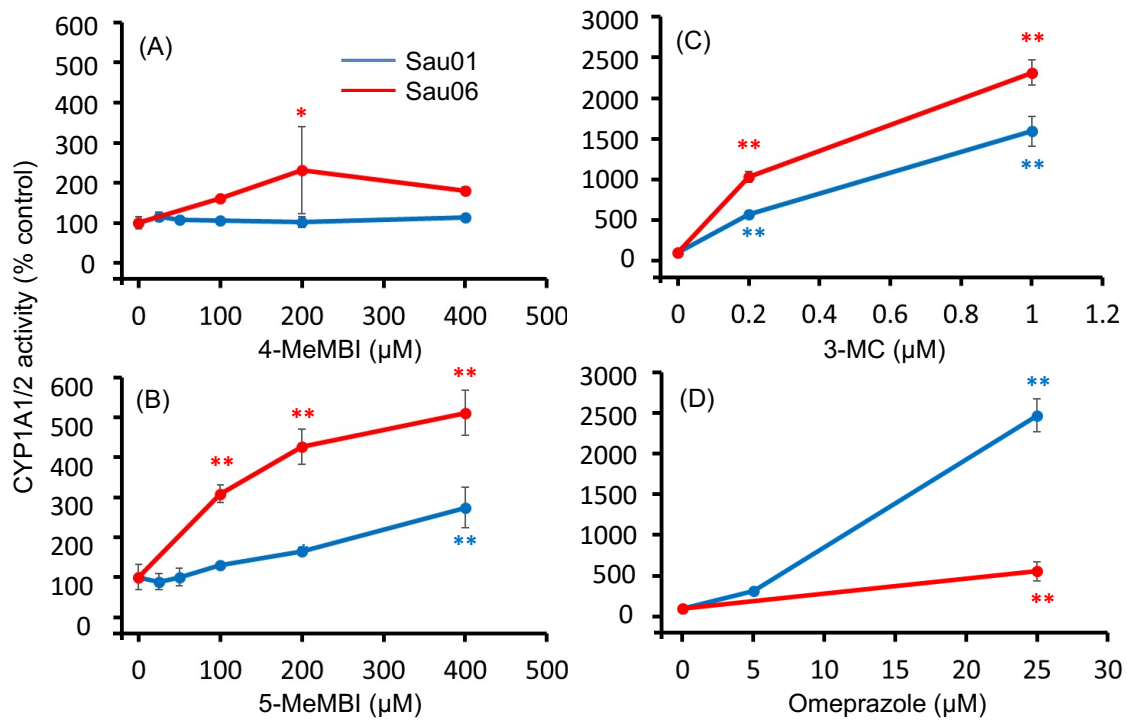 CYP1A1/2 activity (% control)
(A)
Sau01
Sau06
600
500
400
300
200
100
0
*
0 100 200 300 400 500
4-MeMBI (µM)
(B)
600
500
400
300
200
100
0
**
**
**
**
0 100 200 300 400 500
5-MeMBI (µM)
(C)
3000
2500
2000
1500
1000
500
0
**
**
**
**
0 0.2 0.4 0.6 0.8 1 1.2
3-MC (µM)
(D)
3000
2500
2000
1500
1000
500
0
**
**
0 5 10 15 20 25 30
Omeprazole (µM)